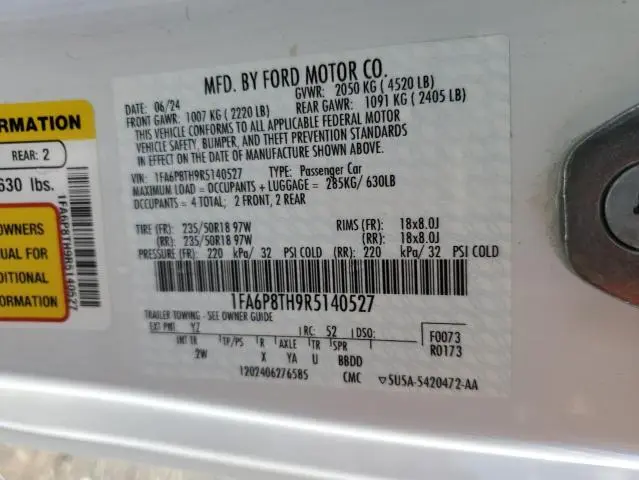 MFD. BY FORD MOTOR CO.
DATE: 06/24 GVWR: 2050 KG ( 4520 LB)
FRONT GAWR: 1007 KG ( 2220 LB) REAR GAWR: 1091 KG ( 2405 LB)
THIS VEHICLE CONFORMS TO ALL APPLICABLE FEDERAL MOTOR
VEHICLE SAFETY, BUMPER, AND THEFT PREVENTION STANDARDS
IN EFFECT ON THE DATE OF MANUFACTURE SHOWN ABOVE.
VIN: 1FA6P8TH9R5140527 TYPE: Passenger Car
MAXIMUM LOAD = OCCUPANTS + LUGGAGE = 285KG/ 630LB
OCCUPANTS = 4 TOTAL; 2 FRONT, 2 REAR
TIRE (FR): 235/50R18 97W RIMS (FR): 18x8.0J
(RR): 235/50R18 97W (RR): 18x8.0J
PRESSURE (FR): 220 kPa/ 32 PSI COLD (RR): 220 kPa/ 32 PSI COLD
1FA6P8TH9R5140527
TRAILER TOWING - SEE OWNER GUIDE
EXT PNT: YZ RC: 52 DSO:
INT TR TP/PS R AXLE TR SPR
2W X YA U BBDD
F0073
R0173
1202406276585 CMC ▽SU5A-5420472-AA
RMATION
REAR: 2
630 lbs.
OWNERS
UAL FOR
DITIONAL
ORMATION
1FA6P8TH9R5140527